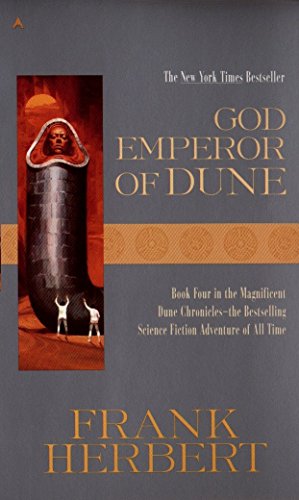 The New York Times Bestseller
GOD
EMPEROR
OF DUNE
Book Four in the Magnificent
Dune Chronicles—the Bestselling
Science Fiction Adventure of All Time
FRANK
HERBERT